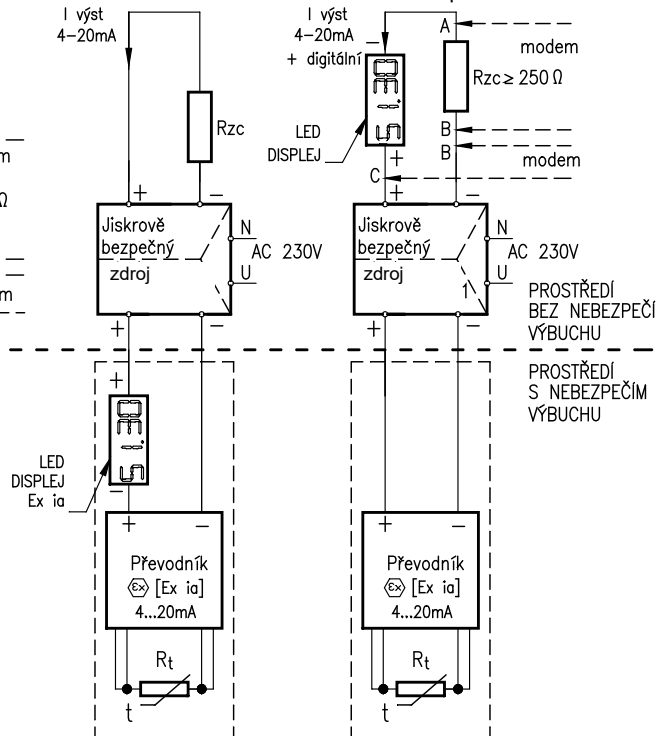 I výst
4-20mA
Rzc
+
−
Jiskrově
bezpečný
zdroj
N
AC 230V
U
+
−
+
LED
DISPLEJ
Ex ia
−
+
−
Převodník
Ex [Ex ia]
4...20mA
Rt
t
m
Ω
m
I výst
4-20mA
+ digitální
−
A
modem
Rzc ≥ 250 Ω
LED
DISPLEJ
B
B
modem
+
C
+
−
Jiskrově
bezpečný
zdroj
1
N
AC 230V
U
+
−
PROSTŘEDÍ
BEZ NEBEZPEČÍ
VÝBUCHU
PROSTŘEDÍ
S NEBEZPEČÍM
VÝBUCHU
+
−
Převodník
Ex [Ex ia]
4...20mA
Rt
t